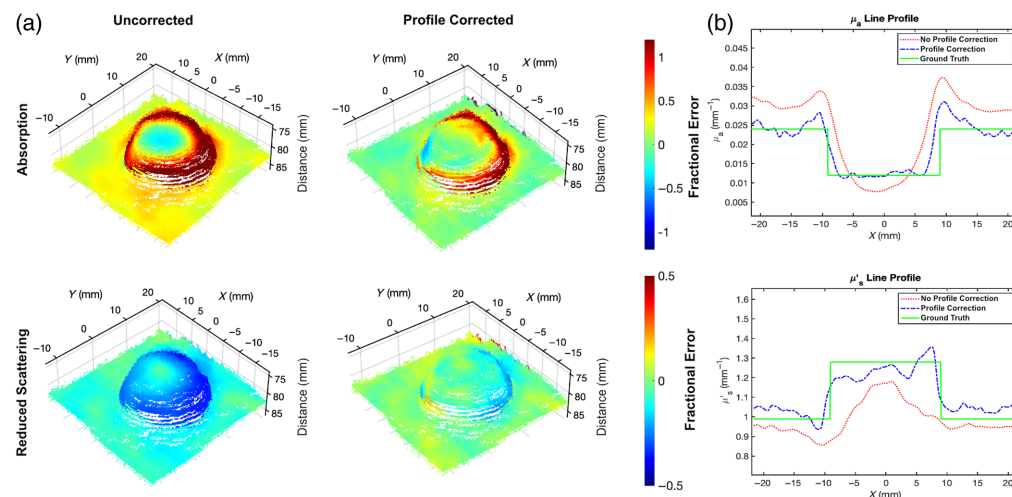 (a)
Uncorrected
Profile Corrected
Absorption
Y (mm)
X (mm)
20
10
0
−10
10
5
0
−5
−10
−15
75
80
85
Distance (mm)
Y (mm)
X (mm)
20
10
0
−10
10
5
0
−5
−10
−15
75
80
85
Distance (mm)
1
0.5
0
−0.5
−1
Fractional Error
Reduced Scattering
Y (mm)
X (mm)
20
10
0
−10
10
5
0
−5
−10
−15
75
80
85
Distance (mm)
Y (mm)
X (mm)
20
10
0
−10
10
5
0
−5
−10
−15
75
80
85
Distance (mm)
0.5
0
−0.5
Fractional Error
(b)
μa Line Profile
No Profile Correction
Profile Correction
Ground Truth
0.045
0.04
0.035
0.03
0.025
0.02
0.015
0.01
0.005
μa (mm⁻¹)
−20 −15 −10 −5 0 5 10 15 20
X (mm)
μ's Line Profile
No Profile Correction
Profile Correction
Ground Truth
1.6
1.5
1.4
1.3
1.2
1.1
1
0.9
0.8
μ's (mm⁻¹)
−20 −15 −10 −5 0 5 10 15 20
X (mm)